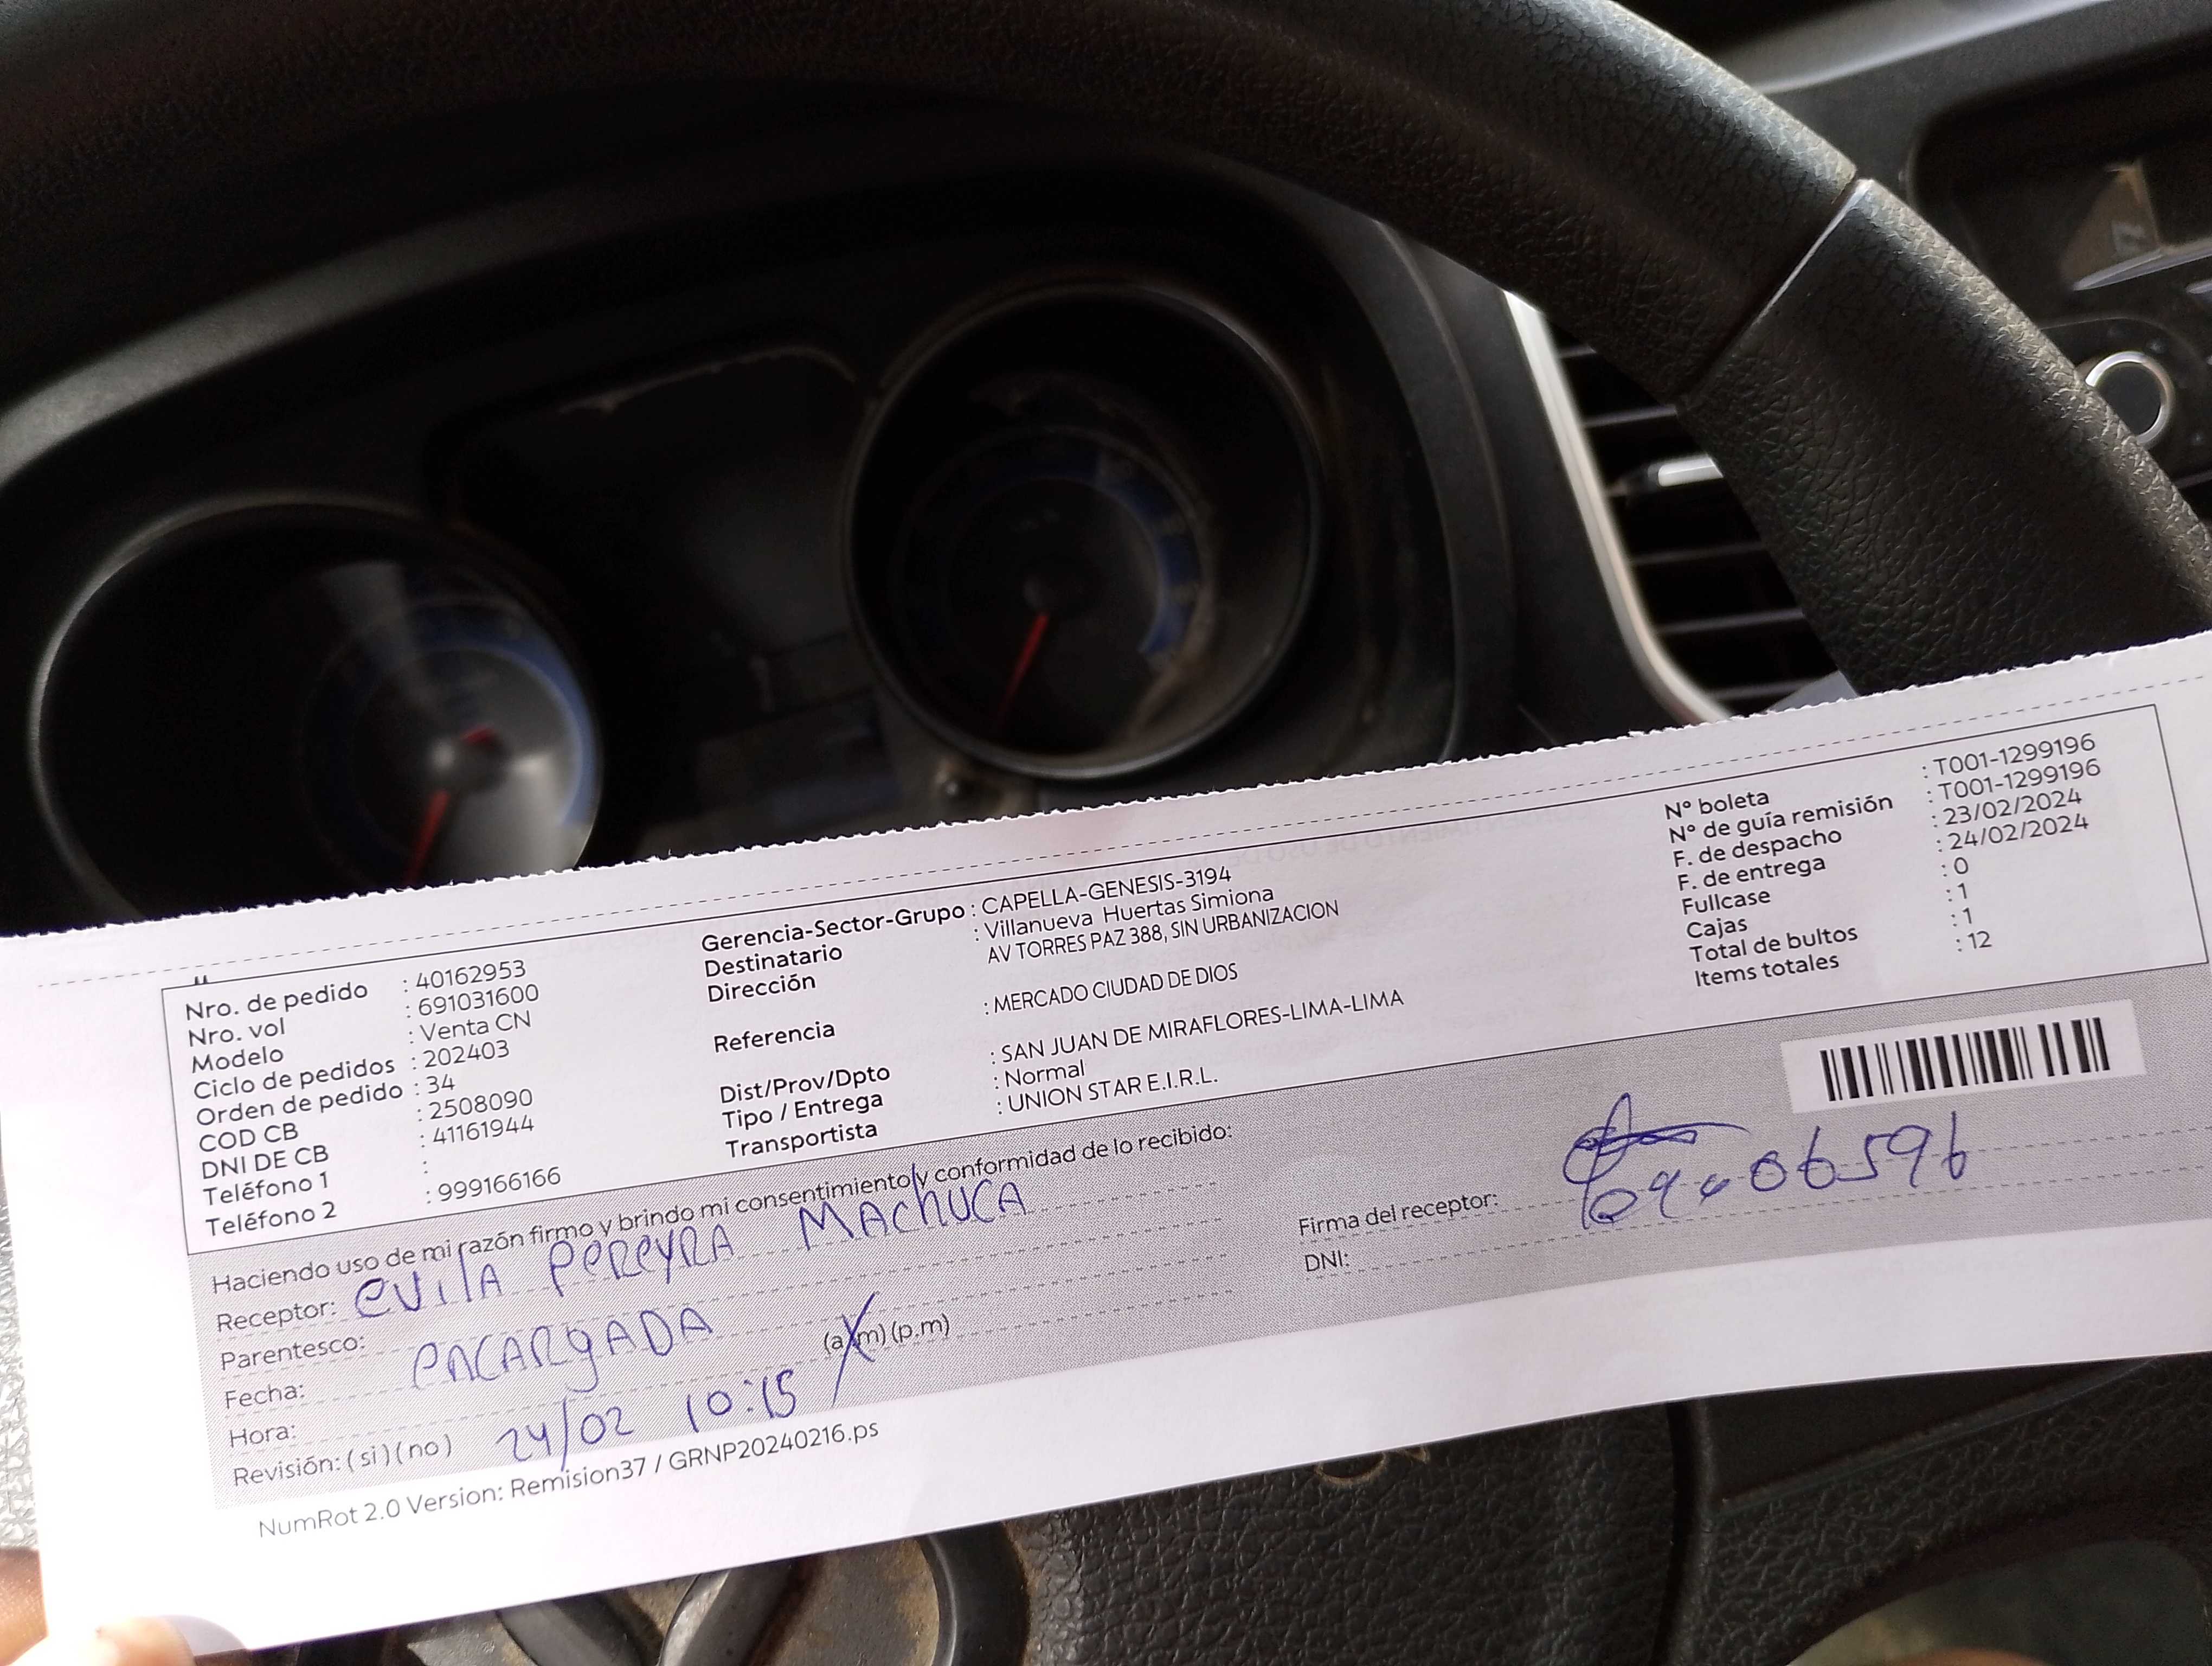 Nro. de pedido : 40162953
Nro. vol : 691031600
Modelo : Venta CN
Ciclo de pedidos : 202403
Orden de pedido : 34
COD CB : 2508090
DNI DE CB : 41161944
Teléfono 1 :
Teléfono 2 : 999166166
Gerencia-Sector-Grupo : CAPELLA-GENESIS-3194
Destinatario : Villanueva Huertas Simiona
Dirección AV TORRES PAZ 388, SIN URBANIZACION
Referencia : MERCADO CIUDAD DE DIOS
Dist/Prov/Dpto : SAN JUAN DE MIRAFLORES-LIMA-LIMA
Tipo / Entrega : Normal
Transportista : UNION STAR E.I.R.L.
N° boleta : T001-1299196
N° de guía remisión : T001-1299196
F. de despacho : 23/02/2024
F. de entrega : 24/02/2024
Fullcase : 0
Cajas : 1
Total de bultos : 1
Items totales : 12
Haciendo uso de mi razón firmo y brindo mi consentimiento y conformidad de lo recibido:
Receptor: EVILA PEREYRA MACHUCA
Parentesco: ENCARGADA
Fecha:
Hora: (a.m) (p.m)
Revisión: (si) (no) 24/02 10:15
Firma del receptor:
DNI:
NumRot 2.0 Version: Remision37 / GRNP20240216.ps